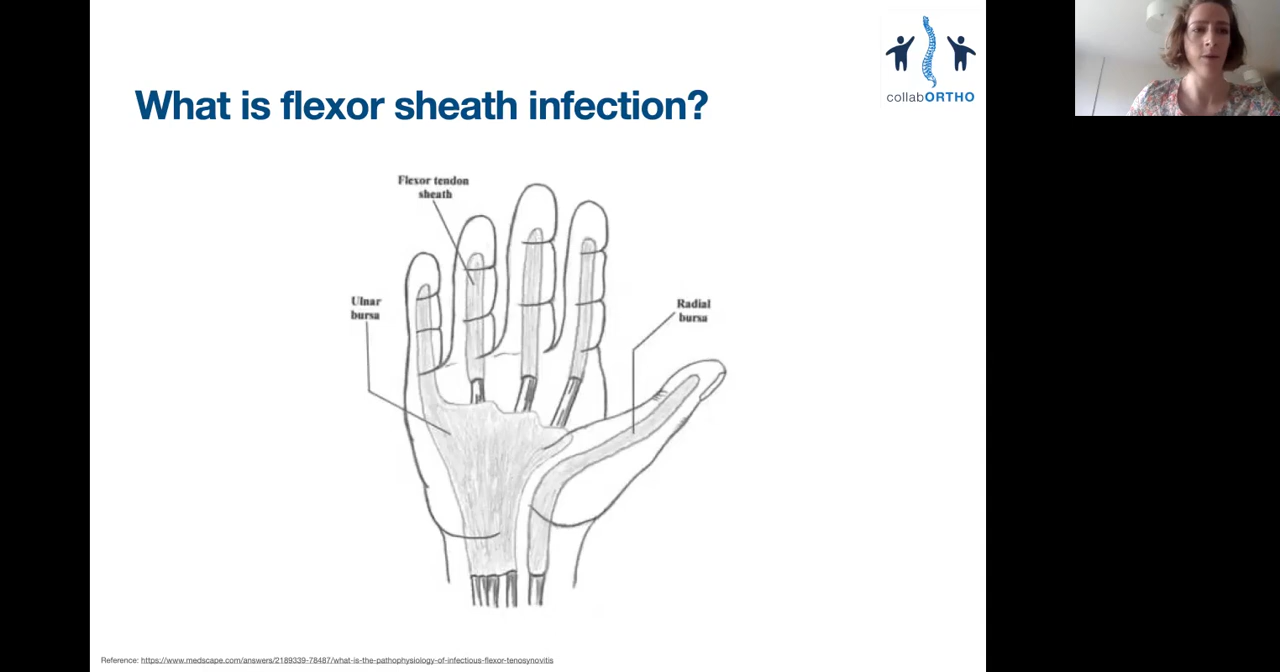 collabORTHO
What is flexor sheath infection?
Flexor tendon
sheath
Ulnar
bursa
Radial
bursa
Reference: https://www.medscape.com/answers/2189339-78487/what-is-the-pathophysiology-of-infectious-flexor-tenosynovitis